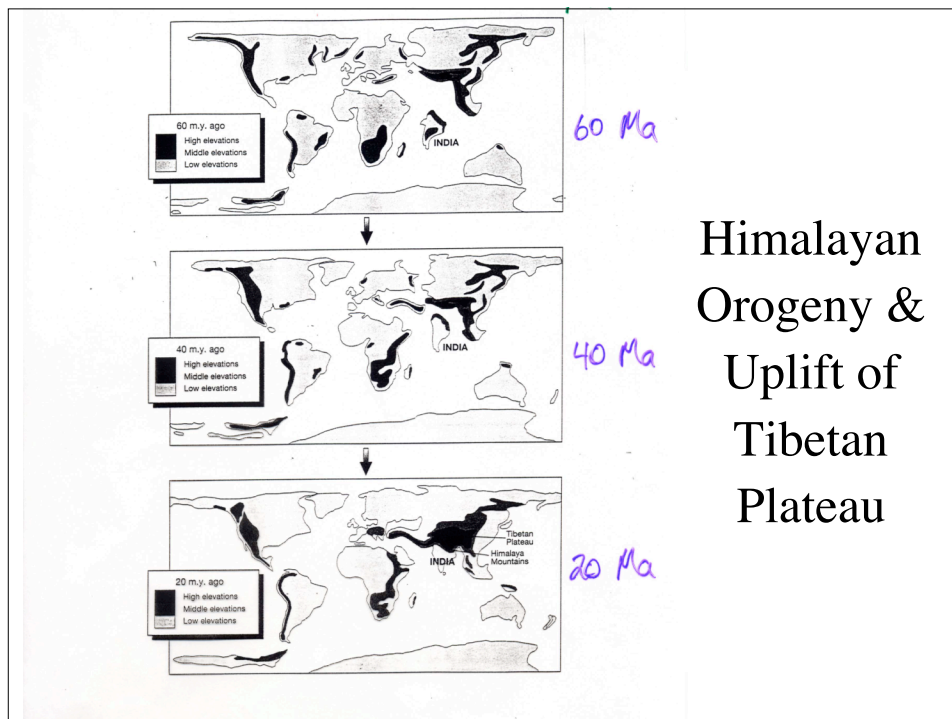 60 m.y. ago
High elevations
Middle elevations
Low elevations
INDIA
60 Ma
40 m.y. ago
High elevations
Middle elevations
Low elevations
INDIA
40 Ma
20 m.y. ago
High elevations
Middle elevations
Low elevations
Tibetan
Plateau
INDIA
Himalaya
Mountains
20 Ma
Himalayan
Orogeny &
Uplift of
Tibetan
Plateau